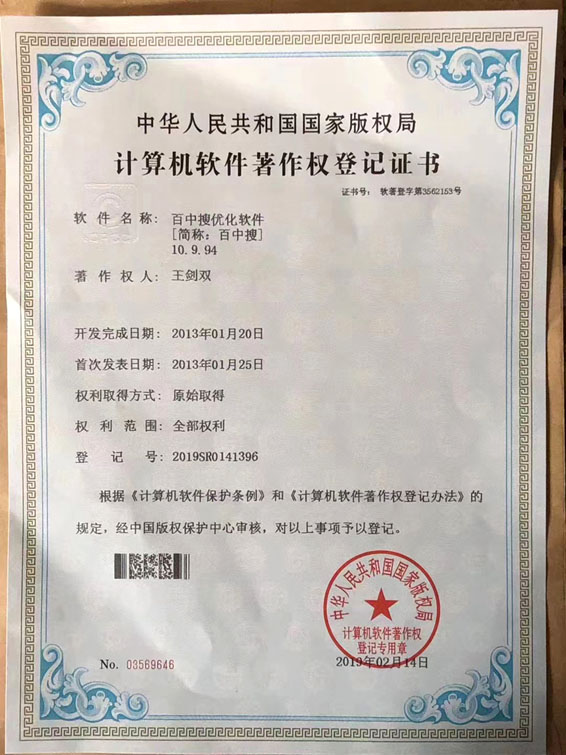 中华人民共和国国家版权局
计算机软件著作权登记证书
证书号： 软著登字第3562153号
软件名称： 百中搜优化软件
[简称：百中搜]
10.9.94
著作权人： 王剑双
开发完成日期： 2013年01月20日
首次发表日期： 2013年01月25日
权利取得方式： 原始取得
权利范围： 全部权利
登记号： 2019SR0141396
根据《计算机软件保护条例》和《计算机软件著作权登记办法》的
规定，经中国版权保护中心审核，对以上事项予以登记。
中华人民共和国国家版权局
计算机软件著作权
登记专用章
No. 03569646
2019年02月14日